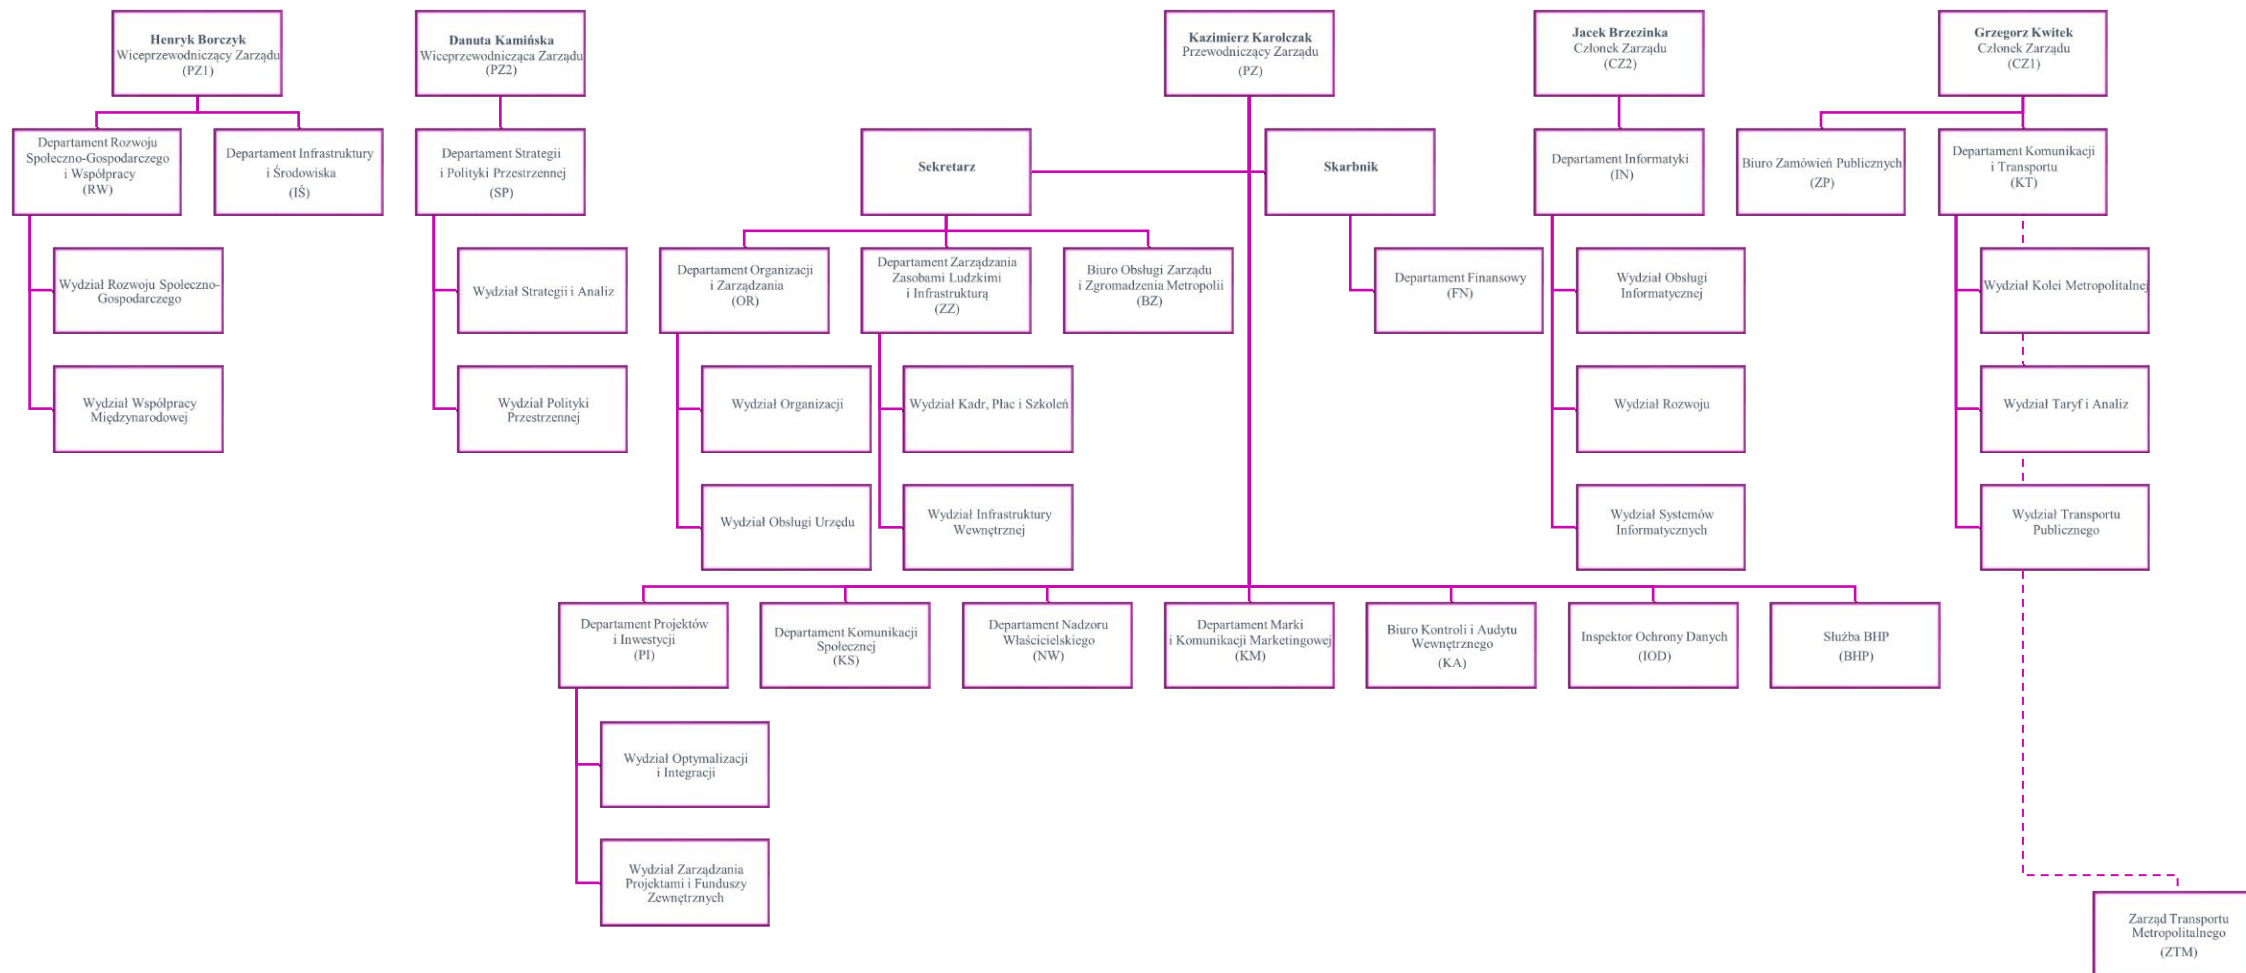 Henryk Borczyk
Wiceprzewodniczący Zarządu
(PZ1)
Danuta Kamińska
Wiceprzewodnicząca Zarządu
(PZ2)
Kazimierz Karolczak
Przewodniczący Zarządu
(PZ)
Jacek Brzezinka
Członek Zarządu
(CZ2)
Grzegorz Kwitek
Członek Zarządu
(CZ1)
Departament Rozwoju
Społeczno-Gospodarczego
i Współpracy
(RW)
Departament Infrastruktury
i Środowiska
(IŚ)
Departament Strategii
i Polityki Przestrzennej
(SP)
Sekretarz
Skarbnik
Departament Informatyki
(IN)
Biuro Zamówień Publicznych
(ZP)
Departament Komunikacji
i Transportu
(KT)
Wydział Rozwoju Społeczno-
Gospodarczego
Wydział Strategii i Analiz
Departament Organizacji
i Zarządzania
(OR)
Departament Zarządzania
Zasobami Ludzkimi
i Infrastrukturą
(ZZ)
Biuro Obsługi Zarządu
i Zgromadzenia Metropolii
(BZ)
Departament Finansowy
(FN)
Wydział Obsługi
Informatycznej
Wydział Kolei Metropolitalnej
Wydział Współpracy
Międzynarodowej
Wydział Polityki
Przestrzennej
Wydział Organizacji
Wydział Kadr, Płac i Szkoleń
Wydział Rozwoju
Wydział Taryf i Analiz
Wydział Obsługi Urzędu
Wydział Infrastruktury
Wewnętrznej
Wydział Systemów
Informatycznych
Wydział Transportu
Publicznego
Departament Projektów
i Inwestycji
(PI)
Departament Komunikacji
Społecznej
(KS)
Departament Nadzoru
Właścicielskiego
(NW)
Departament Marki
i Komunikacji Marketingowej
(KM)
Biuro Kontroli i Audytu
Wewnętrznego
(KA)
Inspektor Ochrony Danych
(IOD)
Służba BHP
(BHP)
Wydział Optymalizacji
i Integracji
Wydział Zarządzania
Projektami i Funduszy
Zewnętrznych
Zarząd Transportu
Metropolitalnego
(ZTM)